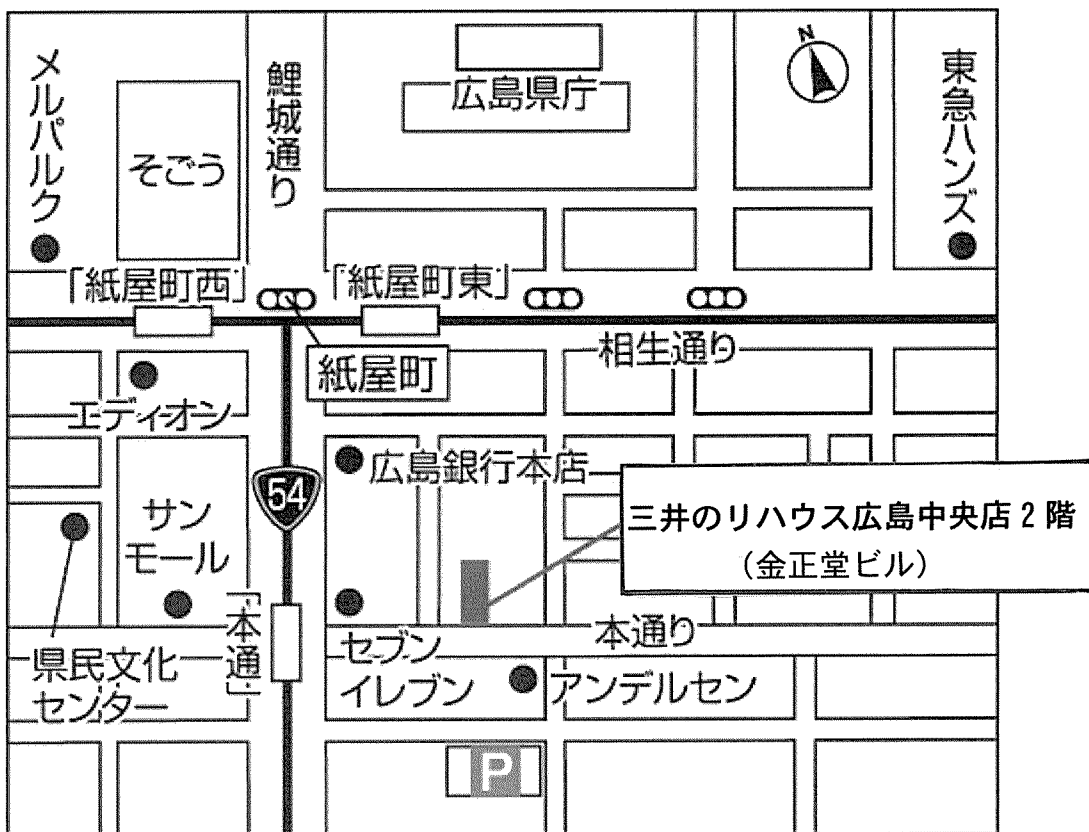 N
メルパルク
そごう
鯉城通り
広島県庁
東急ハンズ
「紙屋町西」
「紙屋町東」
紙屋町
相生通り
エディオン
広島銀行本店
54
サン
モール
三井のリハウス広島中央店2階
(金正堂ビル)
「本通」
本通り
県民文化
センター
セブン
イレブン
アンデルセン
P